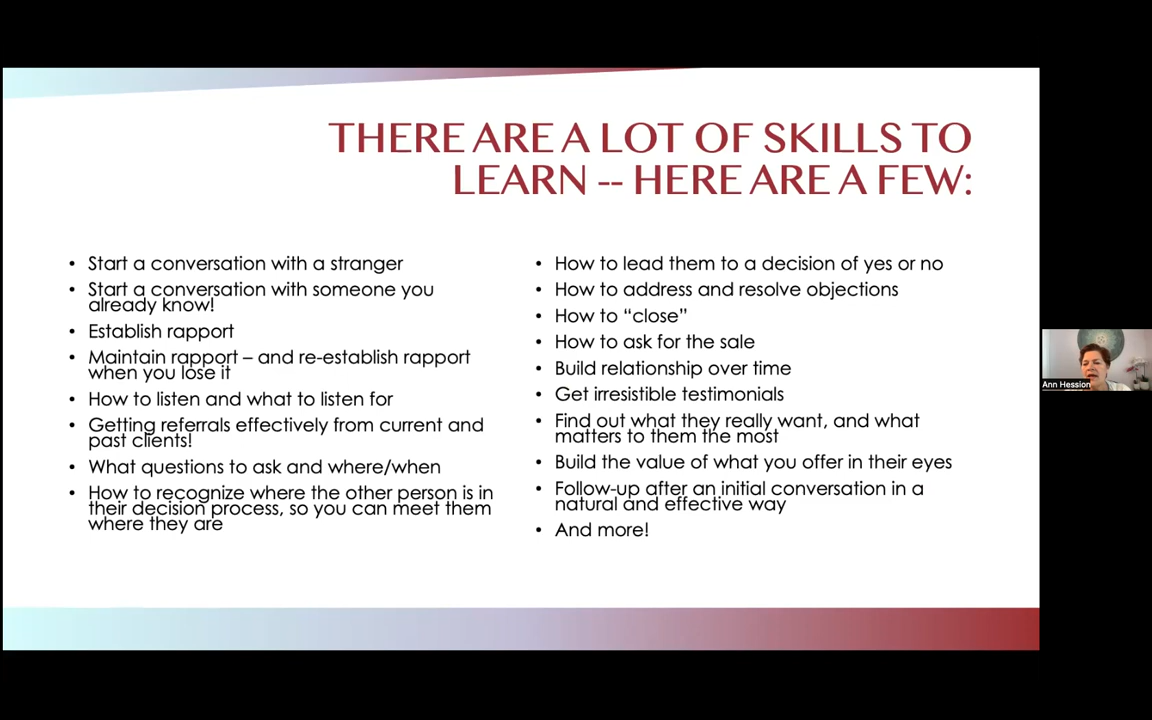 THERE ARE A LOT OF SKILLS TO
LEARN -- HERE ARE A FEW:
• Start a conversation with a stranger
• Start a conversation with someone you
already know!
• Establish rapport
• Maintain rapport – and re-establish rapport
when you lose it
• How to listen and what to listen for
• Getting referrals effectively from current and
past clients!
• What questions to ask and where/when
• How to recognize where the other person is in
their decision process, so you can meet them
where they are
• How to lead them to a decision of yes or no
• How to address and resolve objections
• How to “close”
• How to ask for the sale
• Build relationship over time
• Get irresistible testimonials
• Find out what they really want, and what
matters to them the most
• Build the value of what you offer in their eyes
• Follow-up after an initial conversation in a
natural and effective way
• And more!
Ann Hession